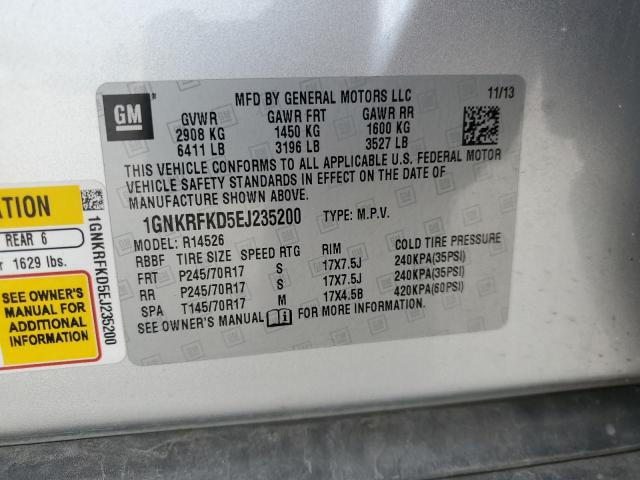 GM
MFD BY GENERAL MOTORS LLC
11/13
GVWR GAWR FRT GAWR RR
2908 KG 1450 KG 1600 KG
6411 LB 3196 LB 3527 LB
THIS VEHICLE CONFORMS TO ALL APPLICABLE U.S. FEDERAL MOTOR
VEHICLE SAFETY STANDARDS IN EFFECT ON THE DATE OF
MANUFACTURE SHOWN ABOVE.
1GNKRFKD5EJ235200 TYPE: M.P.V.
MODEL: R14526
RBBF TIRE SIZE SPEED RTG RIM COLD TIRE PRESSURE
FRT P245/70R17 S 17X7.5J 240KPA(35PSI)
RR P245/70R17 S 17X7.5J 240KPA(35PSI)
SPA T145/70R17 M 17X4.5B 420KPA(60PSI)
SEE OWNER'S MANUAL FOR MORE INFORMATION.
ATION
REAR 6
1629 lbs.
SEE OWNER'S
MANUAL FOR
ADDITIONAL
INFORMATION
1GNKRFKD5EJ235200